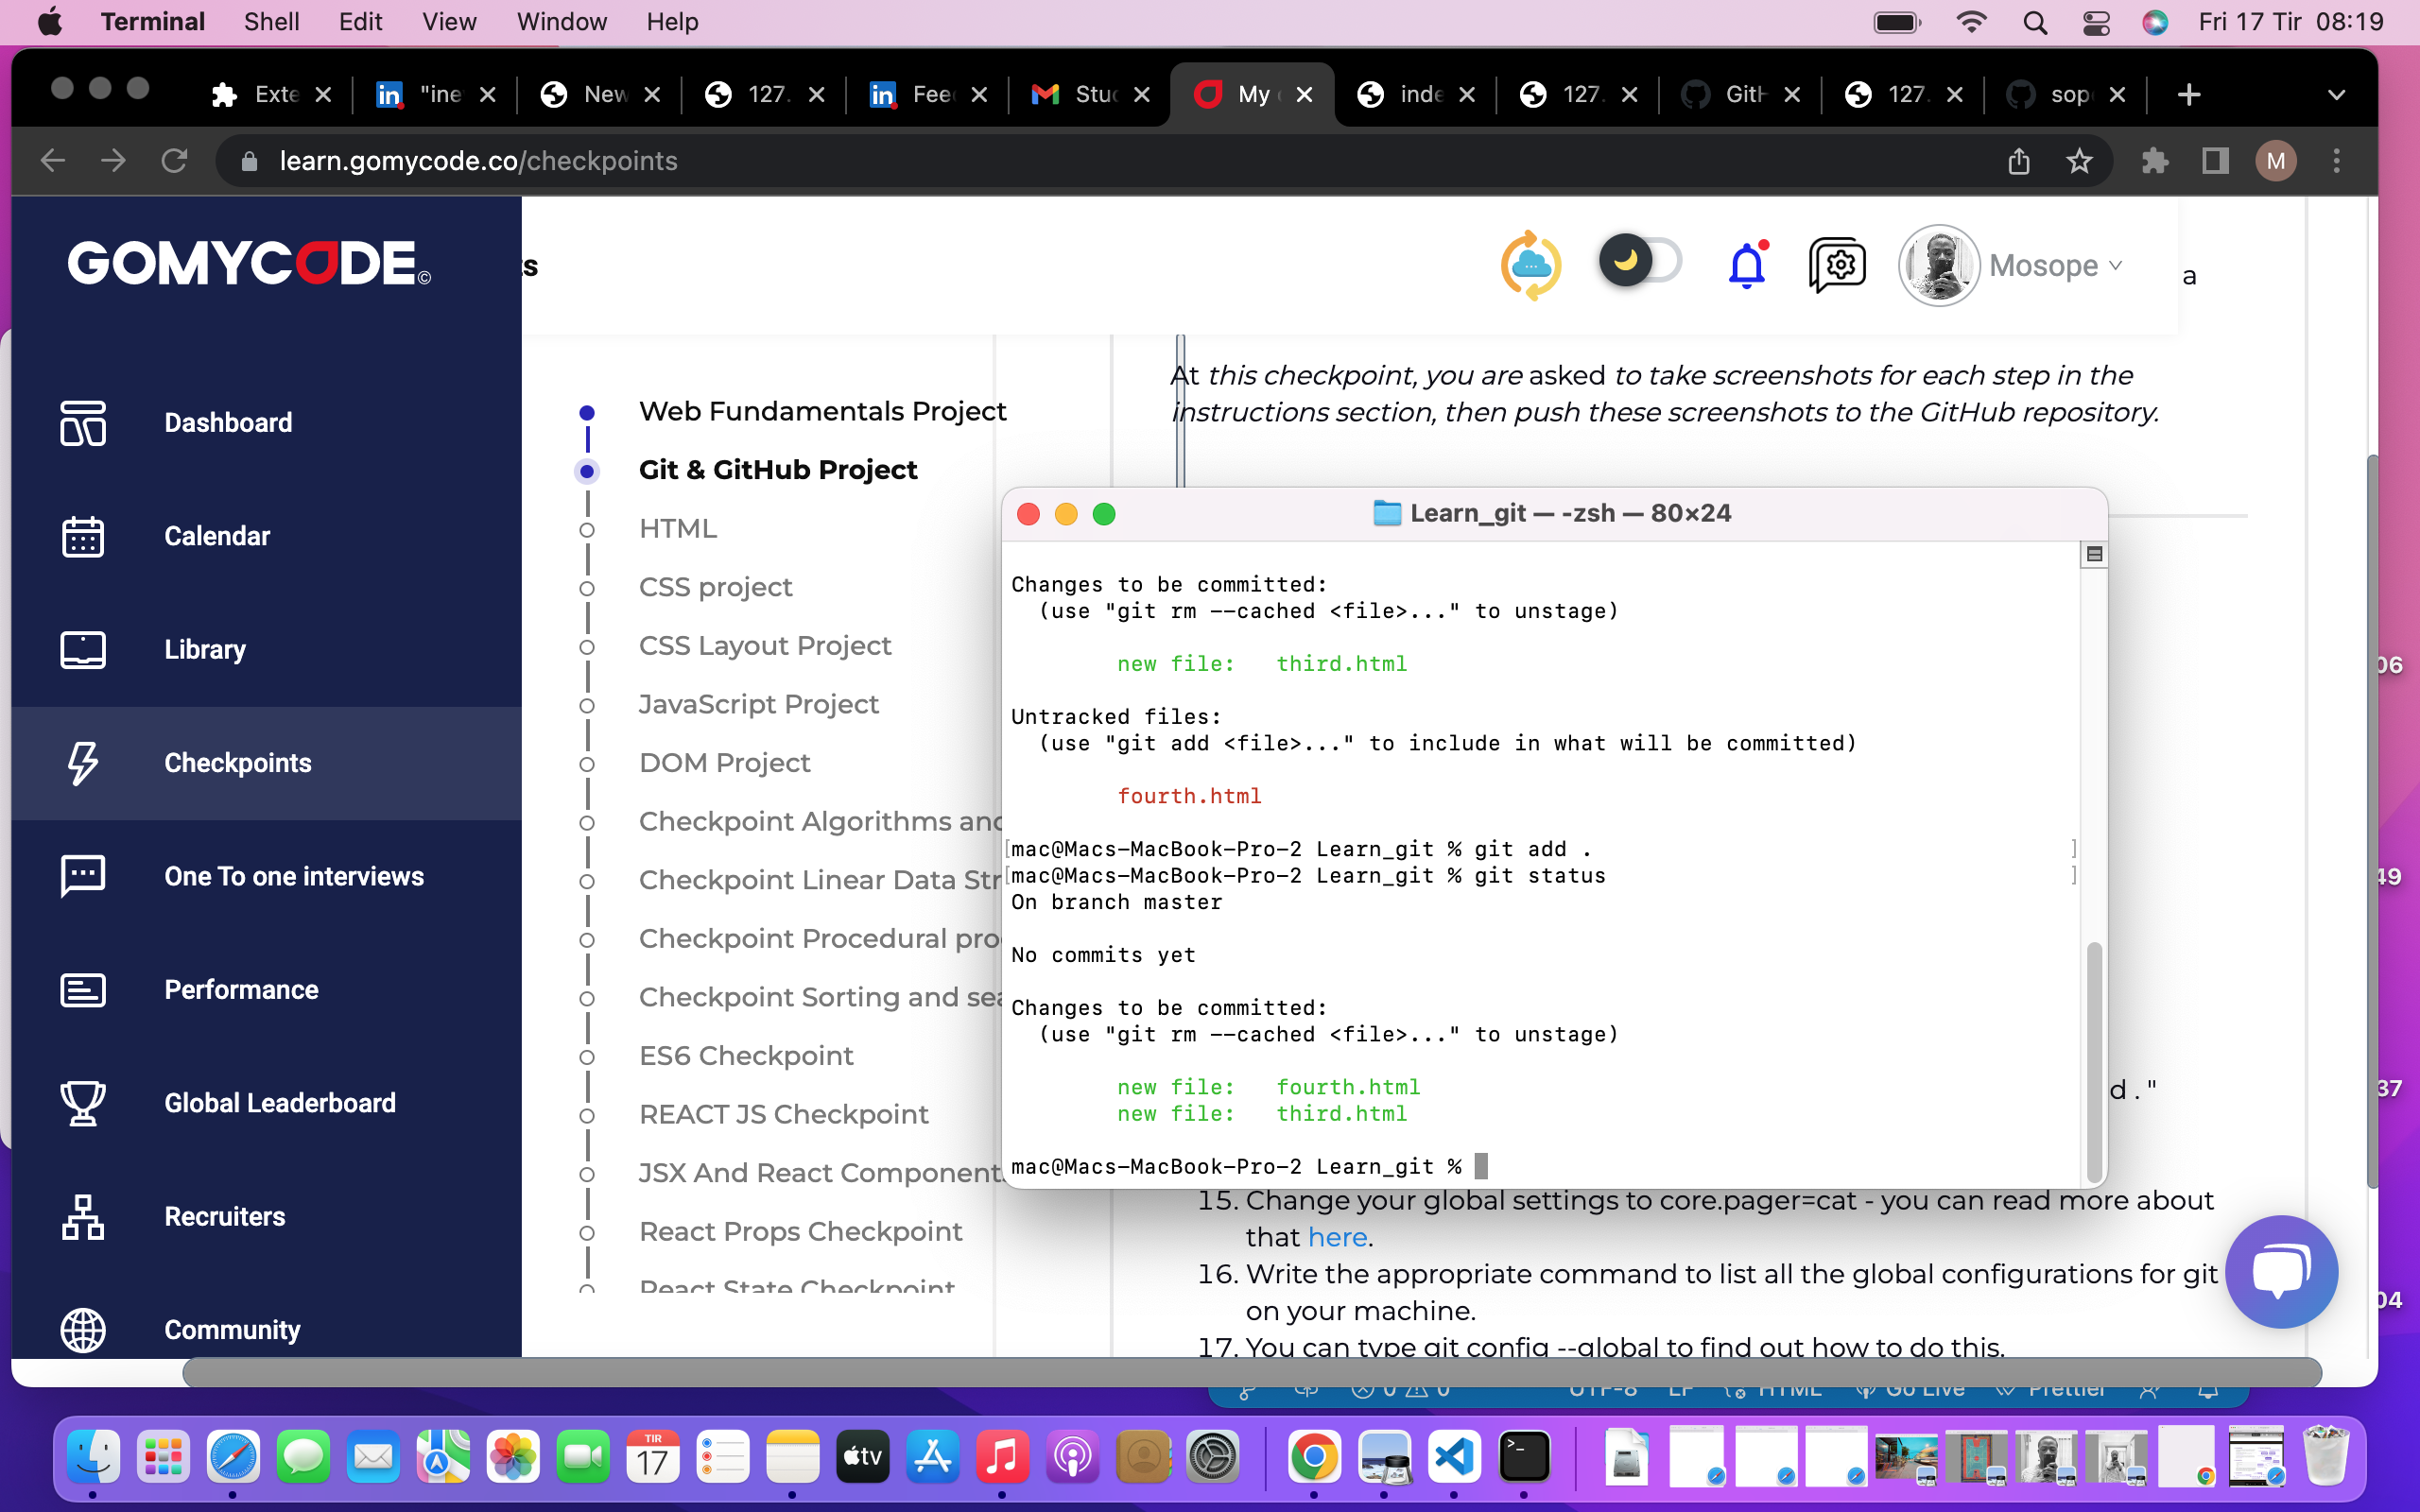 Terminal Shell Edit View Window Help Fri 17 Tir 08:19
Exte "ine New 127. Fee Stud My inde 127. GitH 127. sop
learn.gomycode.co/checkpoints M
GOMYCODE©
Mosope
a
At this checkpoint, you are asked to take screenshots for each step in the
instructions section, then push these screenshots to the GitHub repository.
Dashboard
Calendar
Library
Checkpoints
One To one interviews
Performance
Global Leaderboard
Recruiters
Community
Web Fundamentals Project
Git & GitHub Project
HTML
CSS project
CSS Layout Project
JavaScript Project
DOM Project
Checkpoint Algorithms and
Checkpoint Linear Data Str
Checkpoint Procedural pro
Checkpoint Sorting and sea
ES6 Checkpoint
REACT JS Checkpoint
JSX And React Component
React Props Checkpoint
React State Checkpoint
Learn_git — -zsh — 80×24
Changes to be committed:
(use "git rm --cached <file>..." to unstage)
new file: third.html
Untracked files:
(use "git add <file>..." to include in what will be committed)
fourth.html
[mac@Macs-MacBook-Pro-2 Learn_git % git add . ]
[mac@Macs-MacBook-Pro-2 Learn_git % git status ]
On branch master
No commits yet
Changes to be committed:
(use "git rm --cached <file>..." to unstage)
new file: fourth.html
new file: third.html
mac@Macs-MacBook-Pro-2 Learn_git %
d . "
15. Change your global settings to core.pager=cat - you can read more about
that here.
16. Write the appropriate command to list all the global configurations for git
on your machine.
17. You can type git config --global to find out how to do this.
06
49
37
04
0 0 UTF-8 LF HTML Go Live Prettier
TIR
17
tv